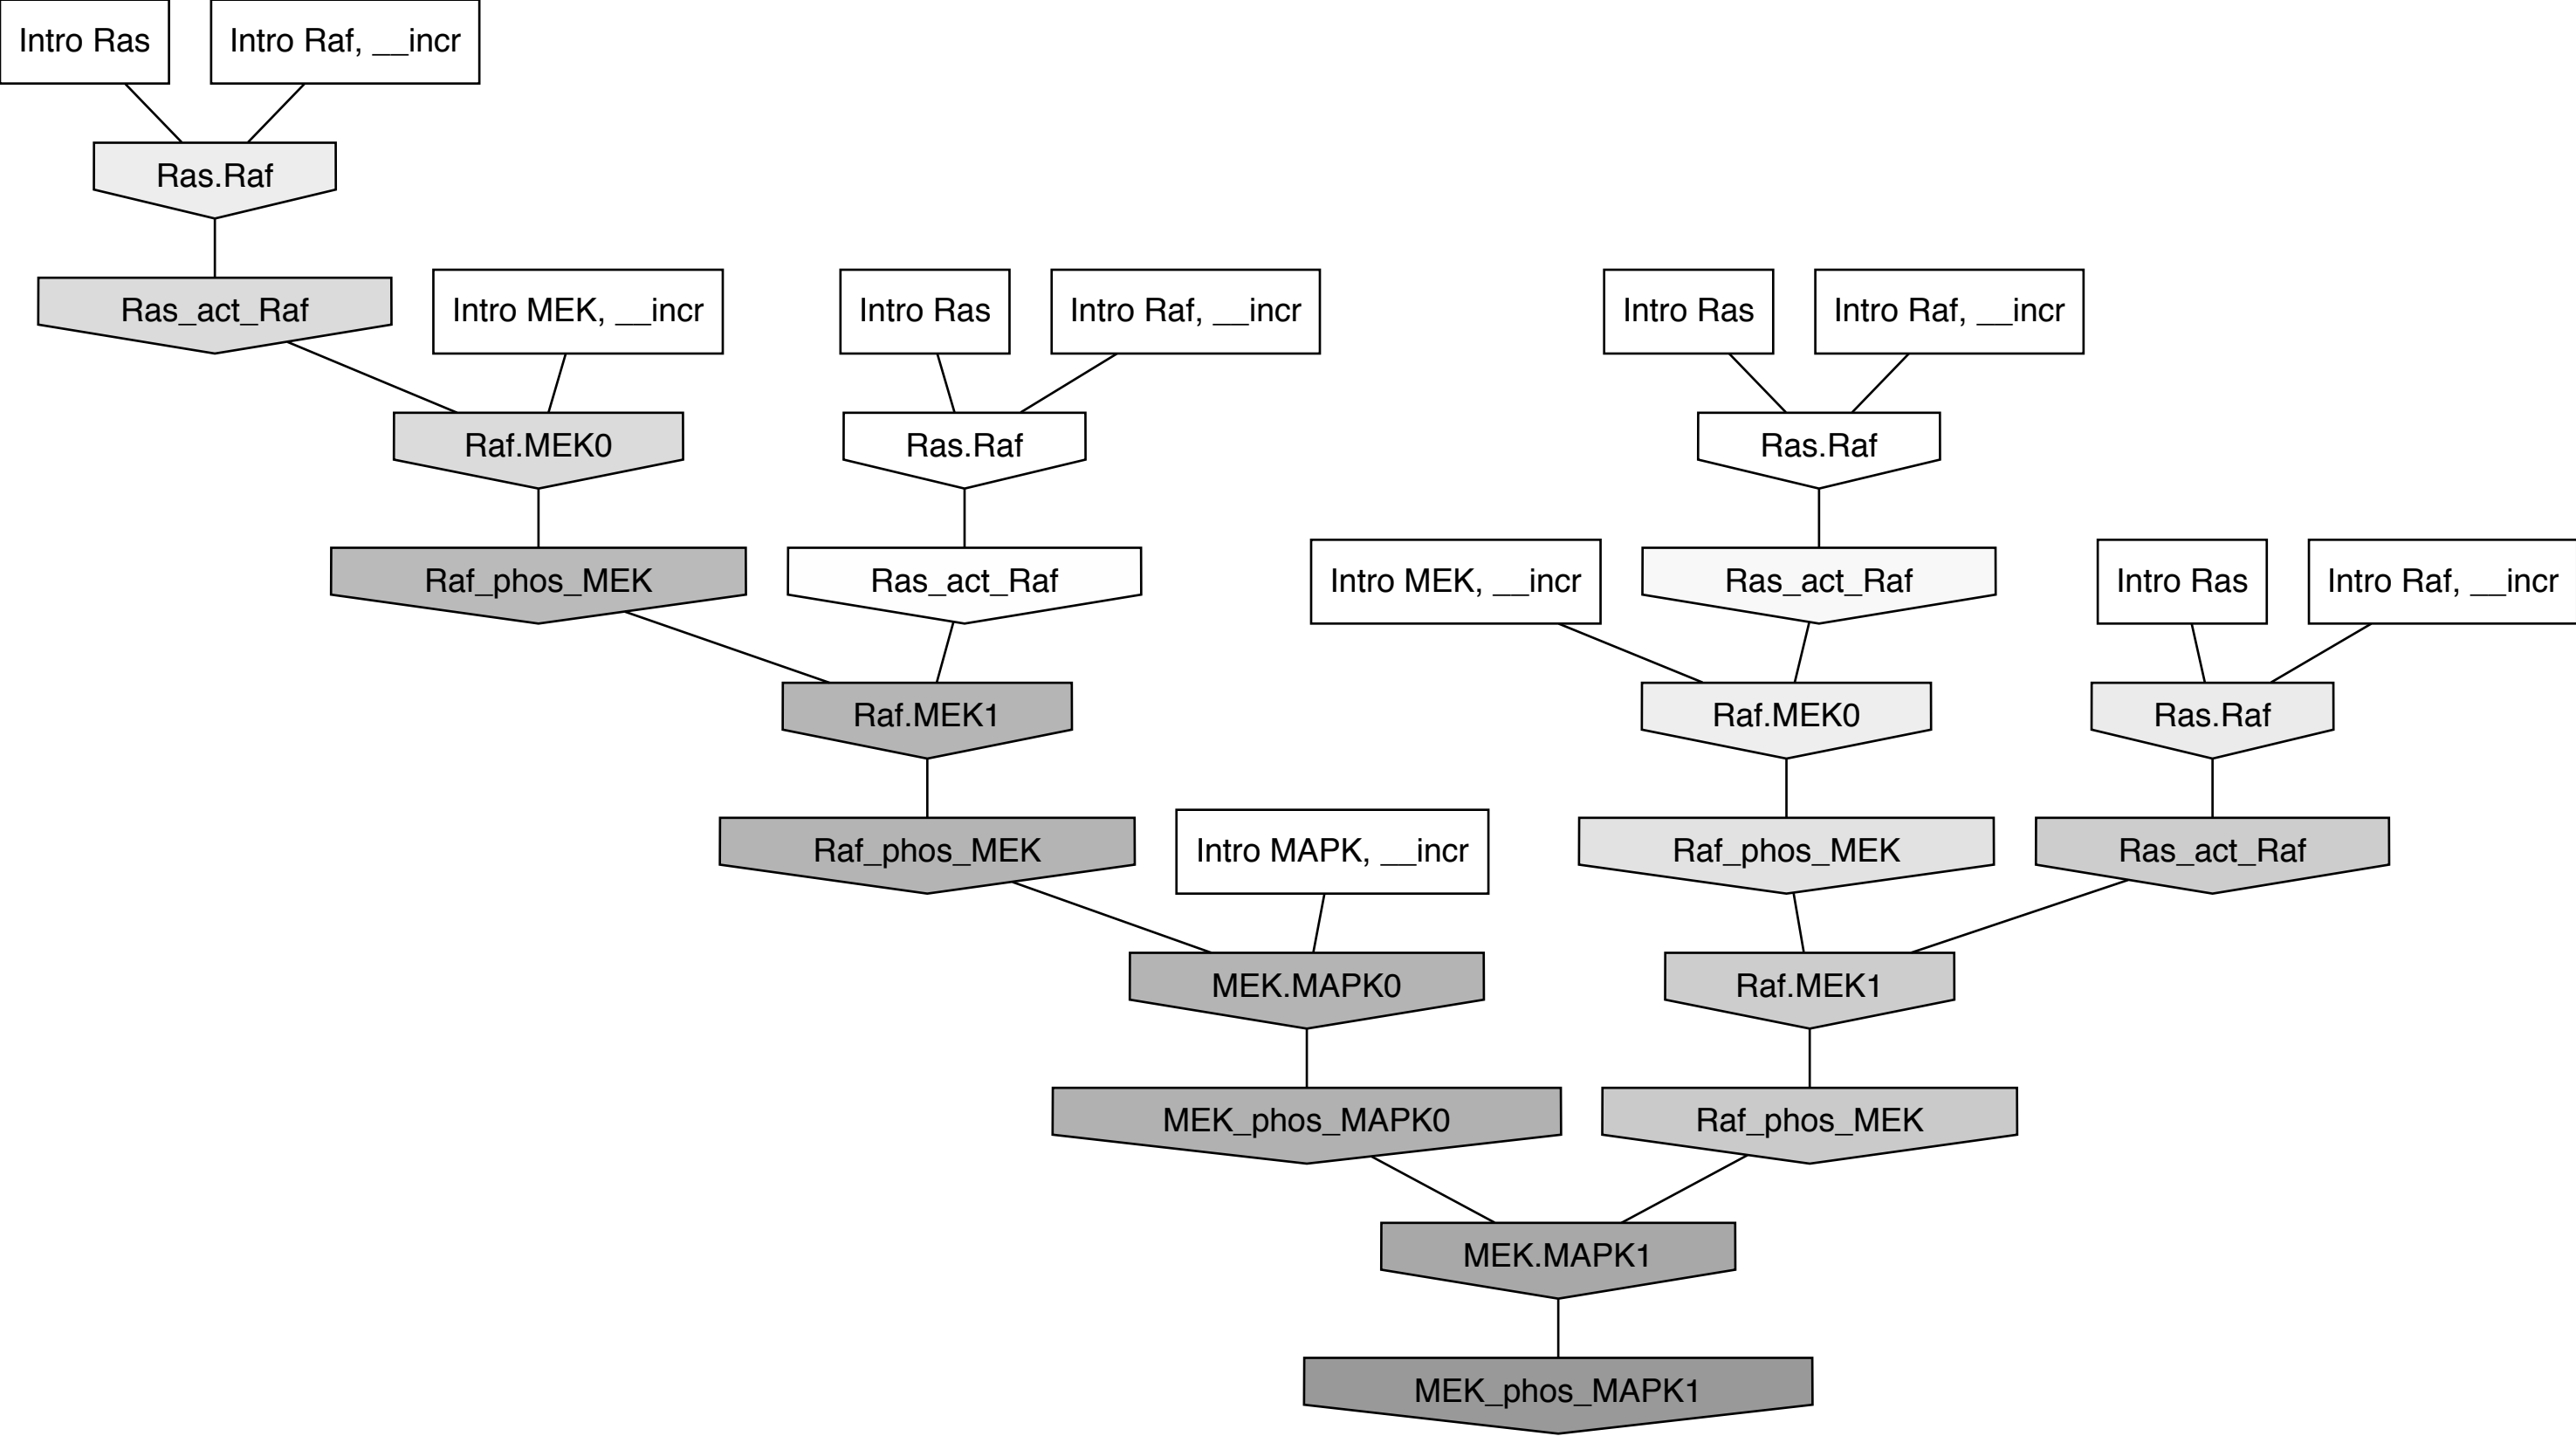 Intro Ras
Intro Raf, __incr
Ras.Raf
Ras_act_Raf
Intro MEK, __incr
Intro Ras
Intro Raf, __incr
Intro Ras
Intro Raf, __incr
Raf.MEK0
Ras.Raf
Ras.Raf
Raf_phos_MEK
Ras_act_Raf
Intro MEK, __incr
Ras_act_Raf
Intro Ras
Intro Raf, __incr
Raf.MEK1
Raf.MEK0
Ras.Raf
Raf_phos_MEK
Intro MAPK, __incr
Raf_phos_MEK
Ras_act_Raf
MEK.MAPK0
Raf.MEK1
MEK_phos_MAPK0
Raf_phos_MEK
MEK.MAPK1
MEK_phos_MAPK1